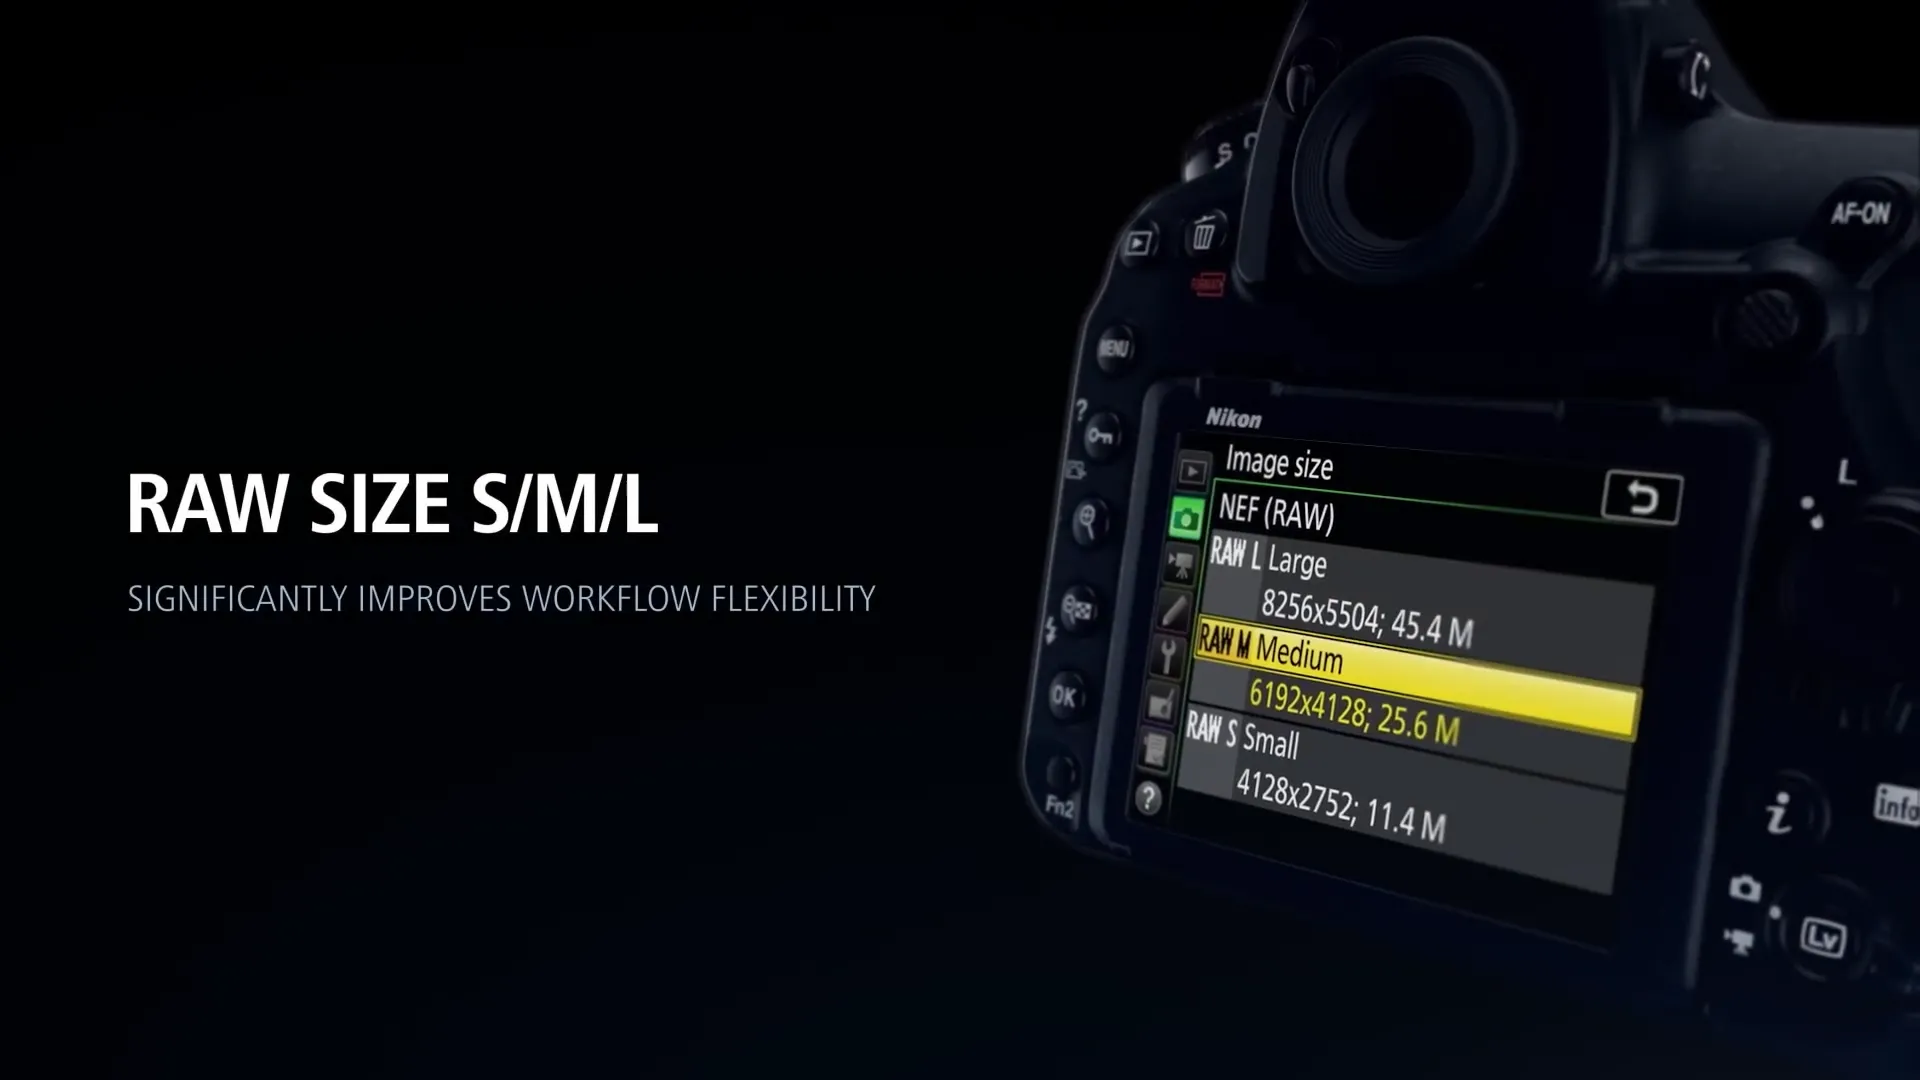 RAW SIZE S/M/L
SIGNIFICANTLY IMPROVES WORKFLOW FLEXIBILITY
S
AF-ON
MENU
?
Nikon
Image size
NEF (RAW)
RAW L Large
8256x5504; 45.4 M
RAW M Medium
6192x4128; 25.6 M
RAW S Small
4128x2752; 11.4 M
?
OK
Fn2
L
i
info
Lv